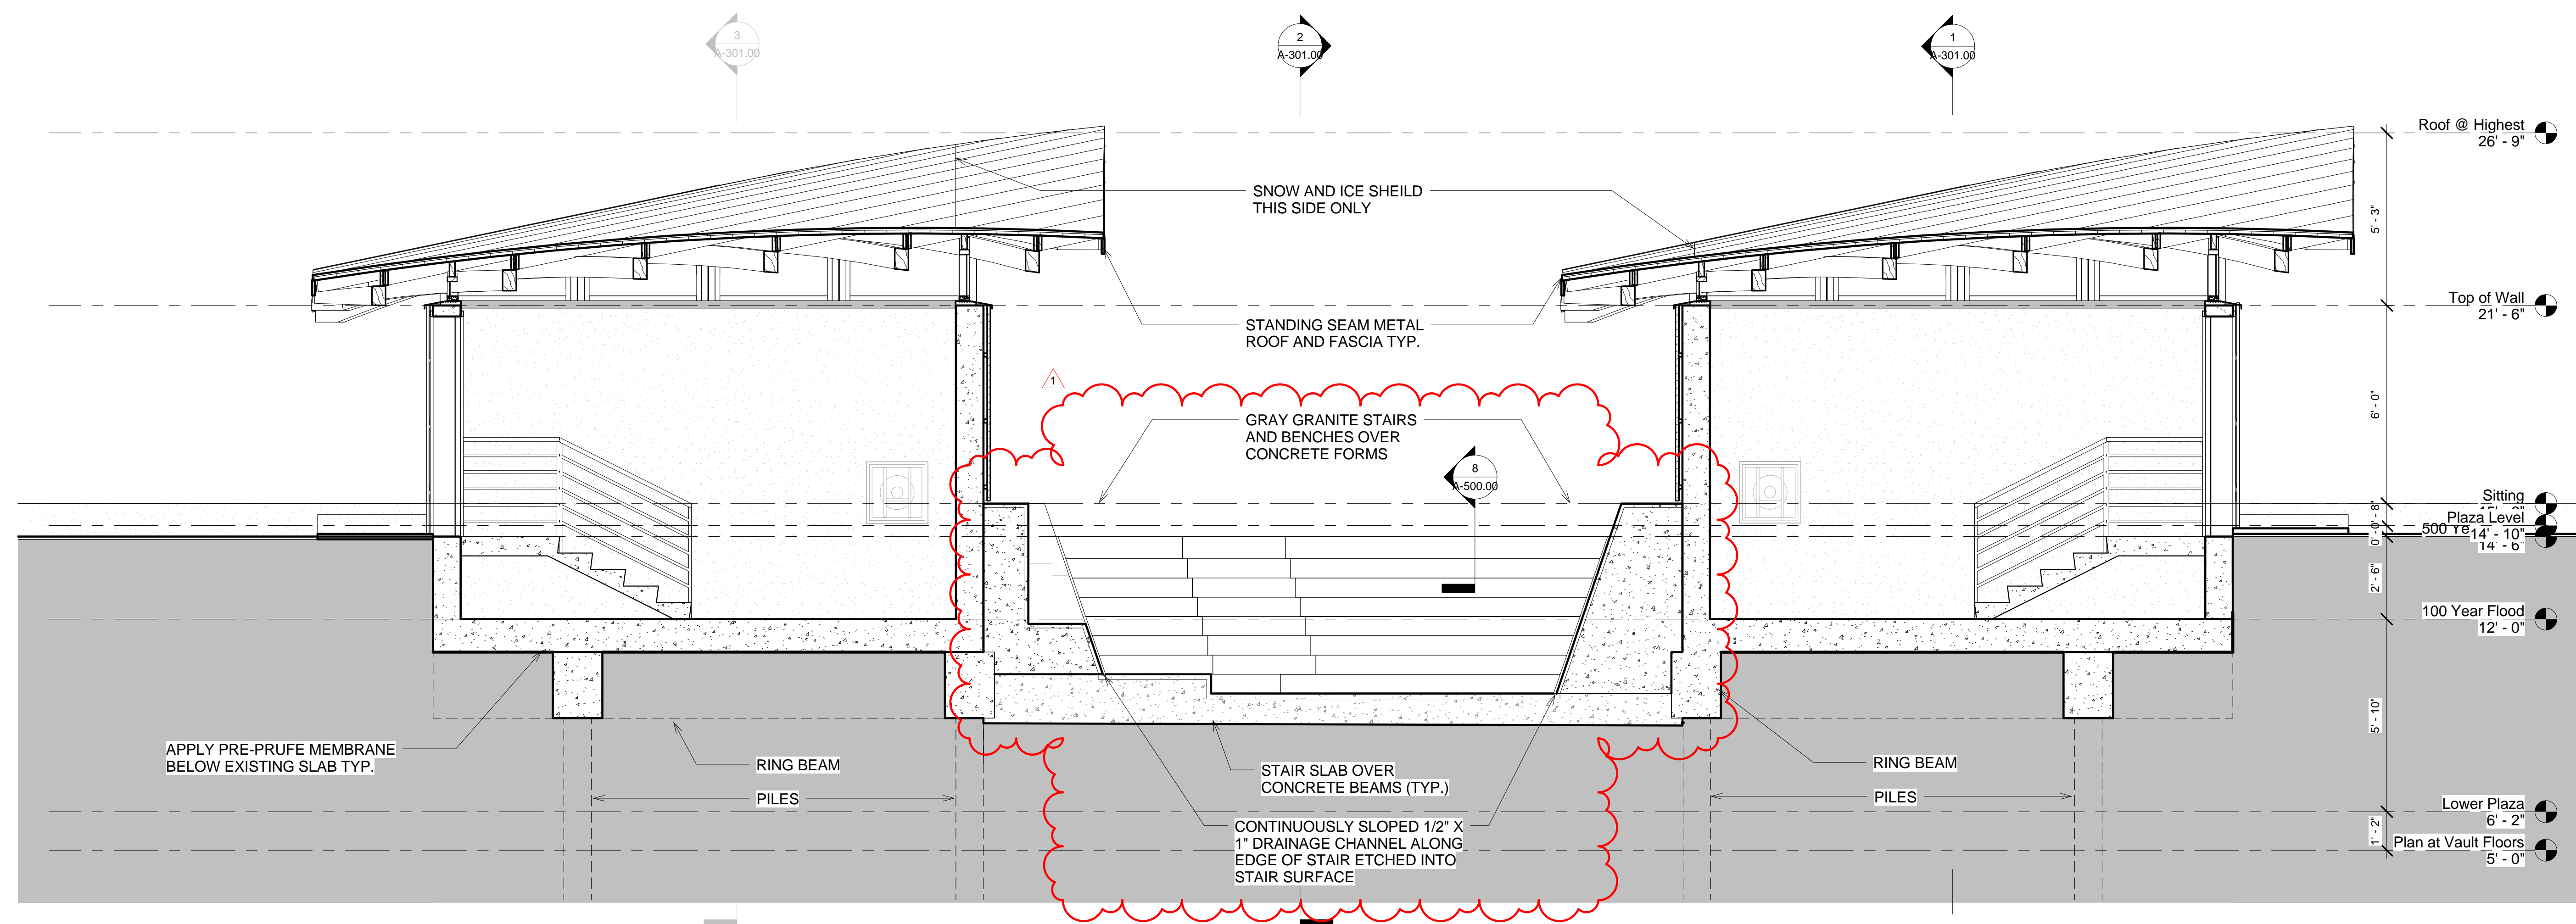 3
A-301.00
2
A-301.00
1
A-301.00
Roof @ Highest
26' - 9"
5' - 3"
SNOW AND ICE SHEILD
THIS SIDE ONLY
Top of Wall
21' - 6"
STANDING SEAM METAL
ROOF AND FASCIA TYP.
1
6' - 0"
GRAY GRANITE STAIRS
AND BENCHES OVER
CONCRETE FORMS
8
A-500.00
Sitting
0' - 8"
Plaza Level
14' - 10"
500 Ye
14' - 6"
2' - 6"
100 Year Flood
12' - 0"
5' - 10"
APPLY PRE-PRUFE MEMBRANE
BELOW EXISTING SLAB TYP.
RING BEAM
PILES
STAIR SLAB OVER
CONCRETE BEAMS (TYP.)
RING BEAM
PILES
CONTINUOUSLY SLOPED 1/2" X
1" DRAINAGE CHANNEL ALONG
EDGE OF STAIR ETCHED INTO
STAIR SURFACE
Lower Plaza
6' - 2"
1' - 2"
Plan at Vault Floors
5' - 0"